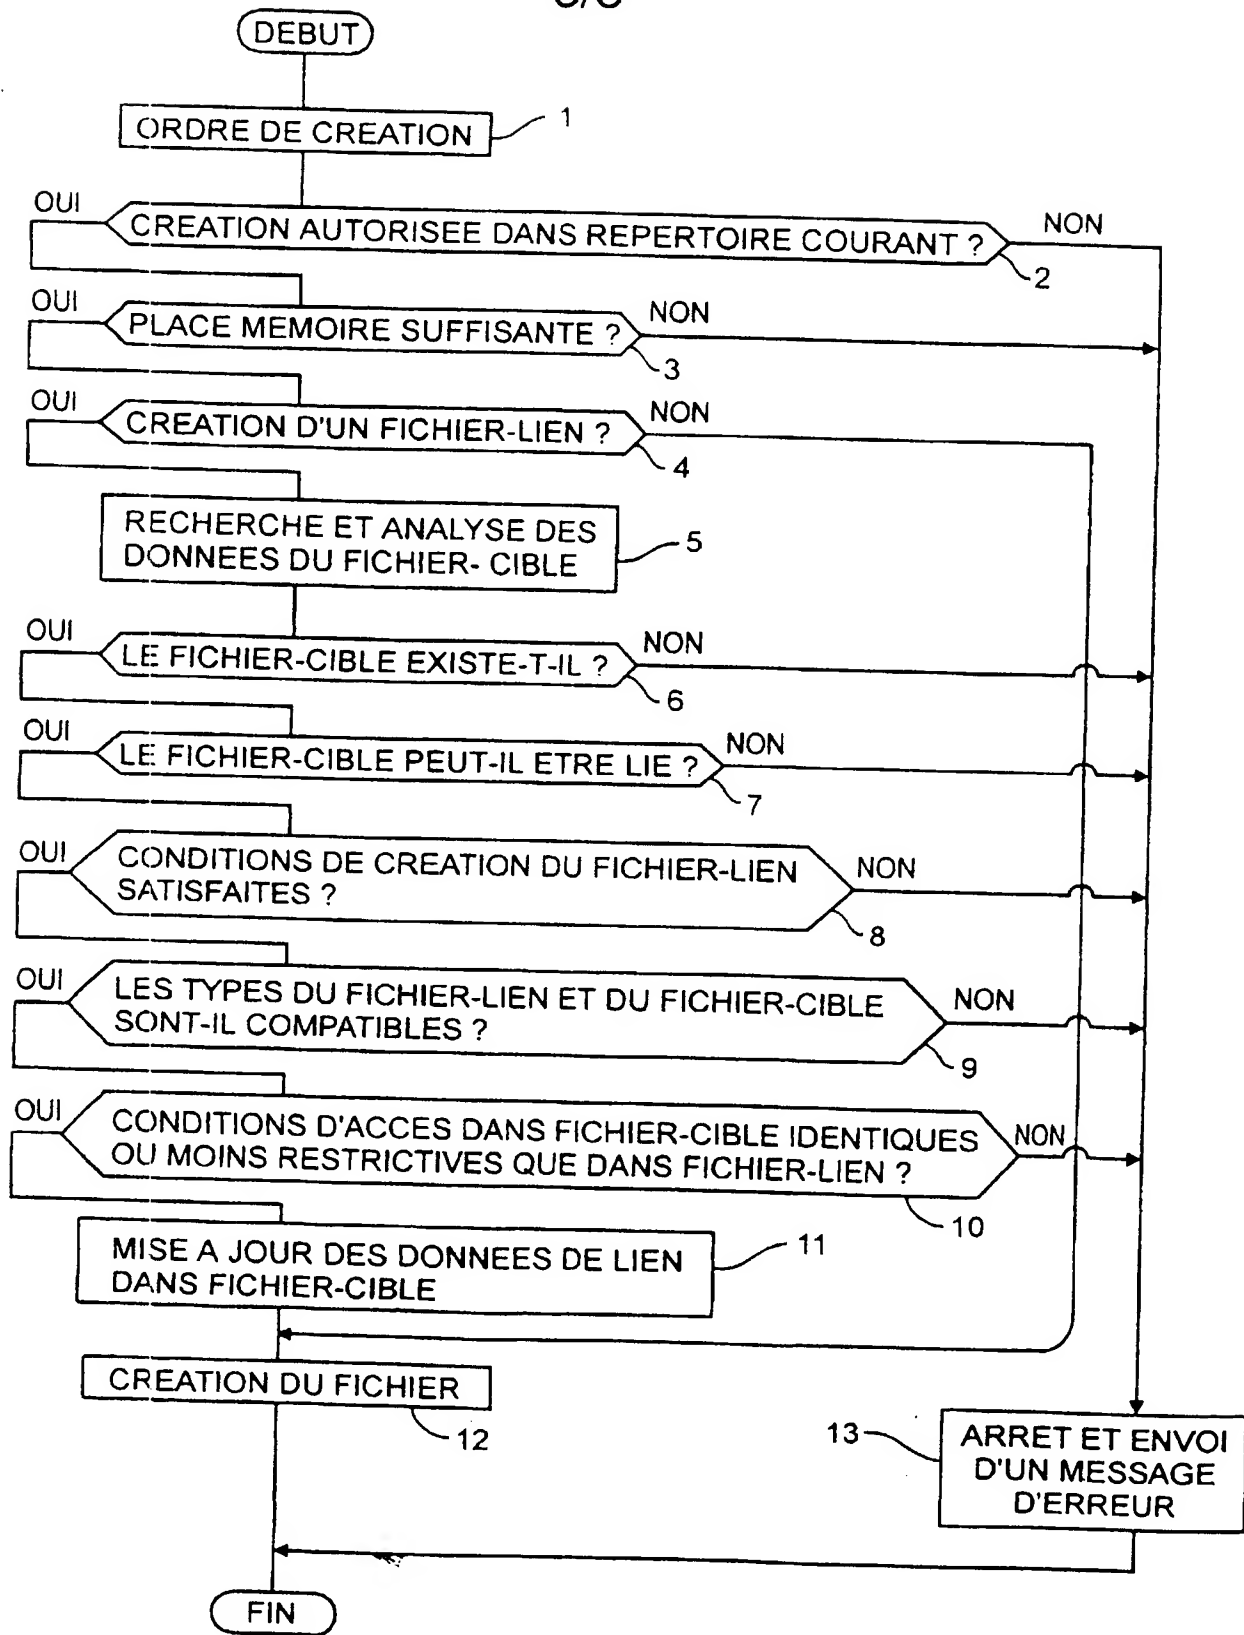 DEBUT
ORDRE DE CREATION
1
OUI
CREATION AUTORISEE DANS REPERTOIRE COURANT ?
NON
2
OUI
PLACE MEMOIRE SUFFISANTE ?
NON
3
OUI
CREATION D'UN FICHIER-LIEN ?
NON
4
RECHERCHE ET ANALYSE DES
DONNEES DU FICHIER- CIBLE
5
OUI
LE FICHIER-CIBLE EXISTE-T-IL ?
NON
6
OUI
LE FICHIER-CIBLE PEUT-IL ETRE LIE ?
NON
7
OUI
CONDITIONS DE CREATION DU FICHIER-LIEN
SATISFAITES ?
NON
8
OUI
LES TYPES DU FICHIER-LIEN ET DU FICHIER-CIBLE
SONT-IL COMPATIBLES ?
NON
9
OUI
CONDITIONS D'ACCES DANS FICHIER-CIBLE IDENTIQUES
OU MOINS RESTRICTIVES QUE DANS FICHIER-LIEN ?
NON
10
MISE A JOUR DES DONNEES DE LIEN
DANS FICHIER-CIBLE
11
CREATION DU FICHIER
12
13
ARRET ET ENVOI
D'UN MESSAGE
D'ERREUR
FIN